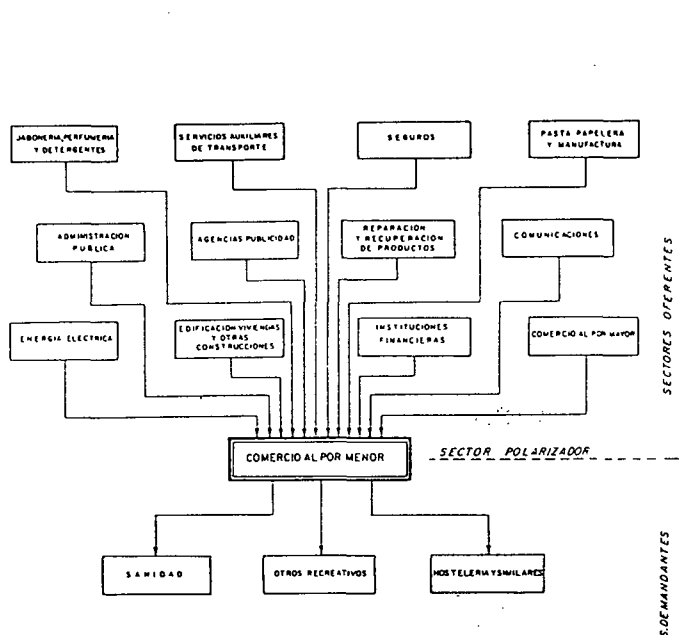 JABONERIA, PERFUMERIA
Y DETERGENTES
SERVICIOS AUXILIARES
DE TRANSPORTE
SEGUROS
PASTA PAPELERA
Y MANUFACTURA
ADMINISTRACION
PUBLICA
AGENCIAS PUBLICIDAD
REPARACION
Y RECUPERACION
DE PRODUCTOS
COMUNICACIONES
ENERGIA ELECTRICA
EDIFICACION VIVIENDAS
Y OTRAS
CONSTRUCCIONES
INSTITUCIONES
FINANCIERAS
COMERCIO AL POR MAYOR
SECTORES OFERENTES
COMERCIO AL POR MENOR
SECTOR POLARIZADOR
SANIDAD
OTROS RECREATIVOS
HOSTELERIA Y SIMILARES
S.DEMANDANTES